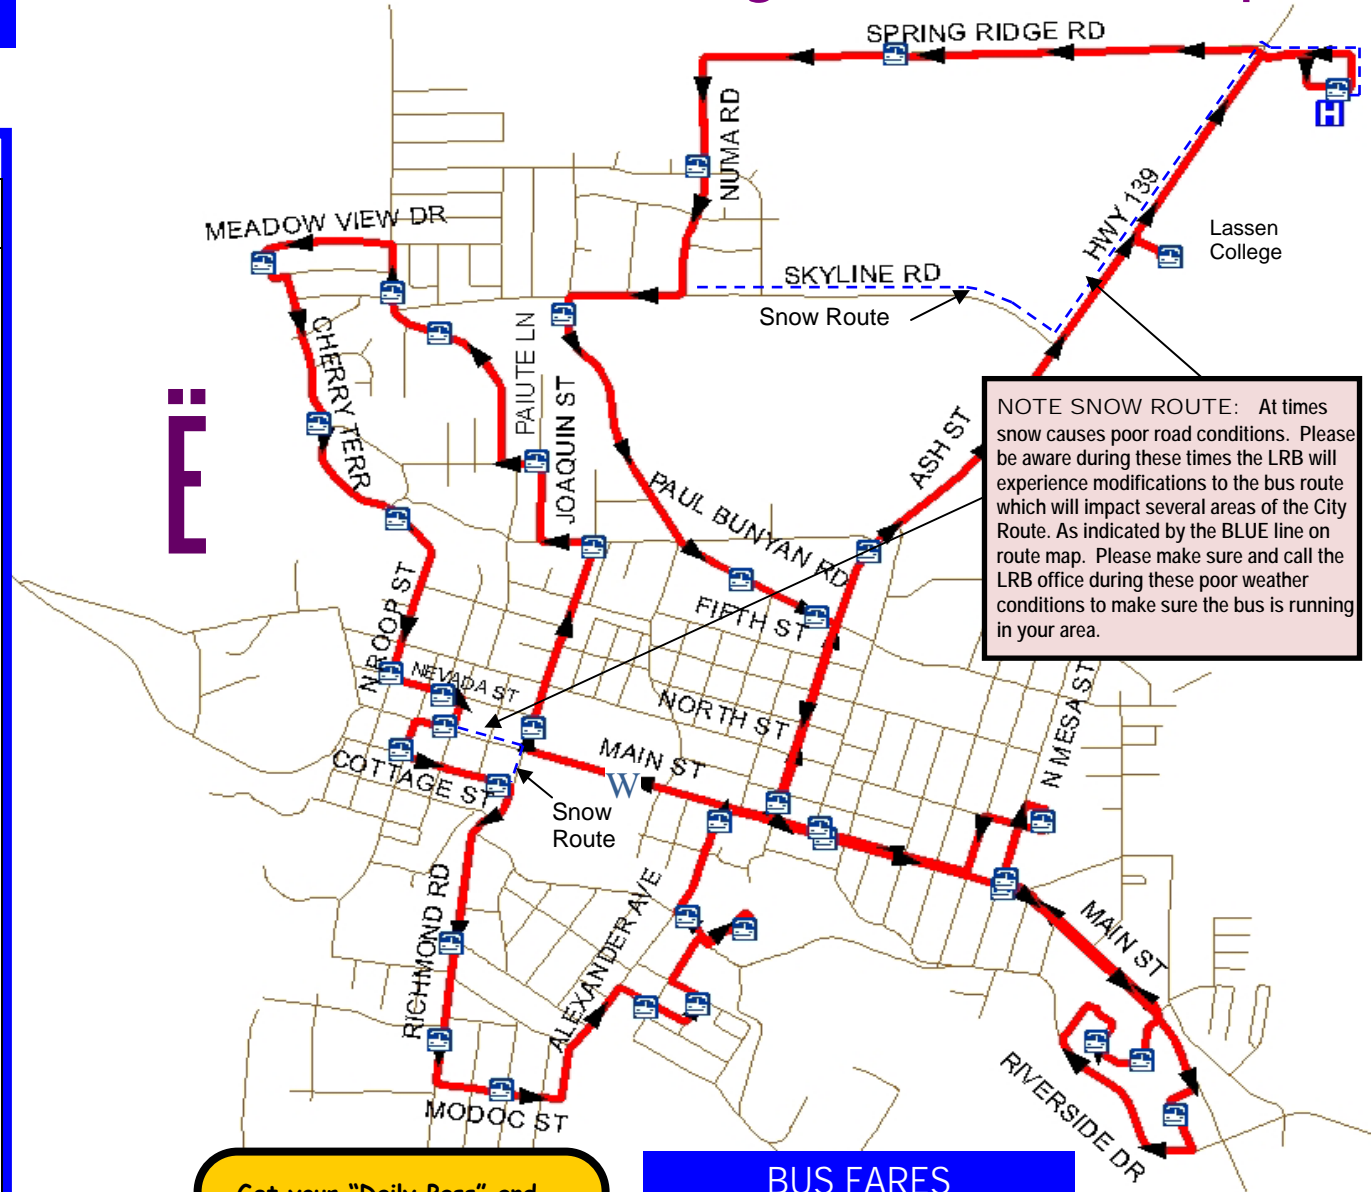 SPRING RIDGE RD
NUMA RD
H
HWY 139
MEADOW VIEW DR
Lassen
College
SKYLINE RD
Snow Route
CHERRY TERR
PAIUTE LN
JOAQUIN ST
Ë
NOTE SNOW ROUTE: At times
snow causes poor road conditions. Please
be aware during these times the LRB will
experience modifications to the bus route
which will impact several areas of the City
Route. As indicated by the BLUE line on
route map. Please make sure and call the
LRB office during these poor weather
conditions to make sure the bus is running
in your area.
ASH ST
PAUL BUNYAN RD
FIFTH ST
N ROOP ST
NEVADA ST
NORTH ST
N MESA ST
MAIN ST
COTTAGE ST
W
Snow
Route
RICHMOND RD
ALEXANDER AVE
MAIN ST
RIVERSIDE DR
MODOC ST
Get your "Daily Pass" and
BUS FARES